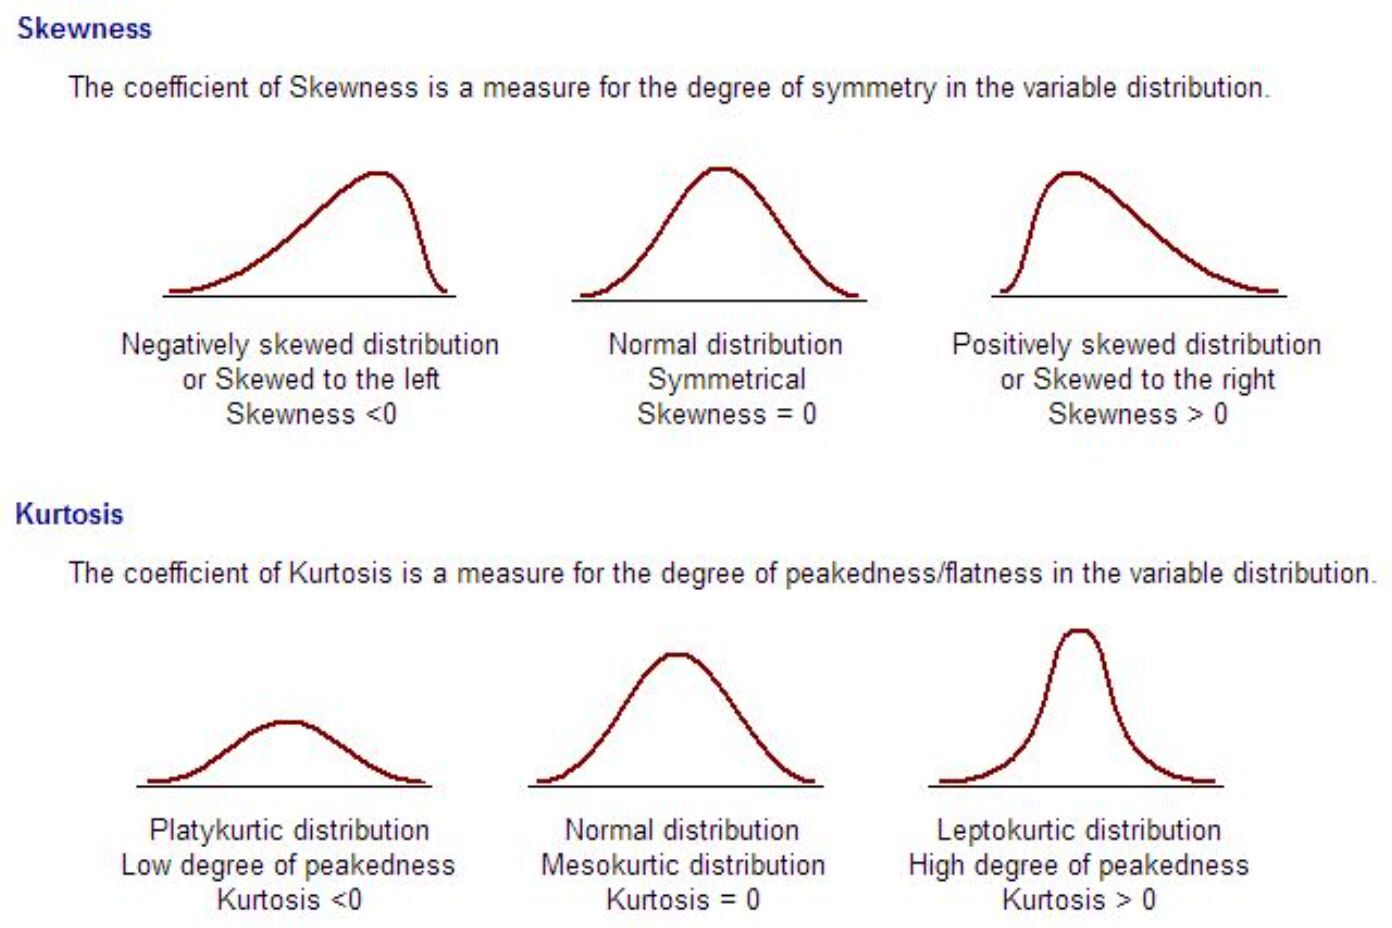 Skewness
The coefficient of Skewness is a measure for the degree of symmetry in the variable distribution.
Negatively skewed distribution
or Skewed to the left
Skewness <0
Normal distribution
Symmetrical
Skewness = 0
Positively skewed distribution
or Skewed to the right
Skewness > 0
Kurtosis
The coefficient of Kurtosis is a measure for the degree of peakedness/flatness in the variable distribution.
Platykurtic distribution
Low degree of peakedness
Kurtosis <0
Normal distribution
Mesokurtic distribution
Kurtosis = 0
Leptokurtic distribution
High degree of peakedness
Kurtosis > 0